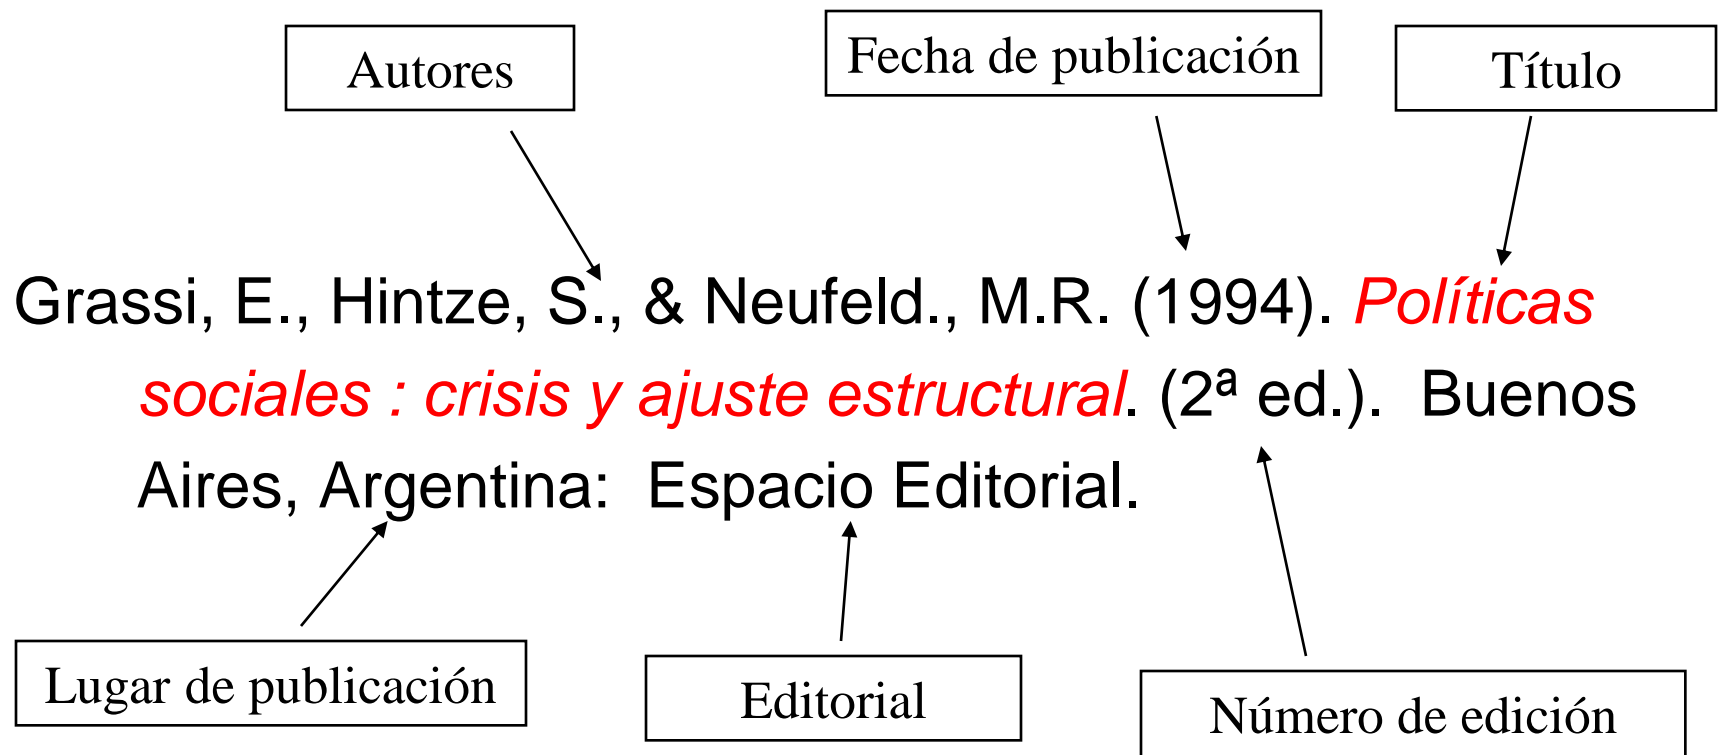 Autores
Fecha de publicación
Título
Grassi, E., Hintze, S., & Neufeld., M.R. (1994). Políticas
sociales : crisis y ajuste estructural. (2ª ed.). Buenos
Aires, Argentina: Espacio Editorial.
Lugar de publicación
Editorial
Número de edición